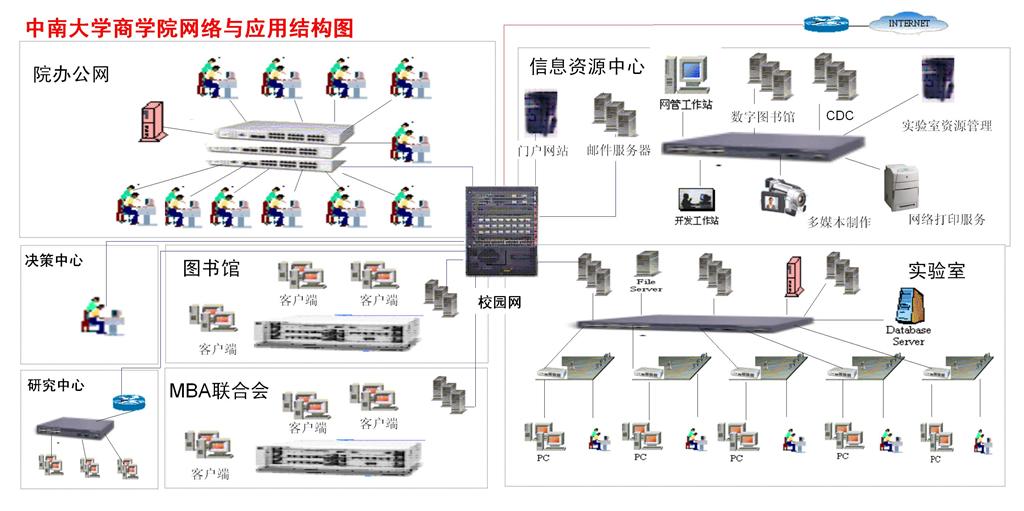 中南大学商学院网络与应用结构图
INTERNET
院办公网
信息资源中心
网管工作站
数字图书馆
CDC
实验室资源管理
门户网站
邮件服务器
开发工作站
多媒本制作
网络打印服务
决策中心
图书馆
客户端
客户端
客户端
校园网
File
Server
实验室
Database
Server
研究中心
MBA联合会
客户端
客户端
客户端
PC
PC
PC
PC
PC